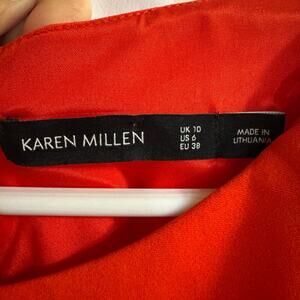 KAREN MILLEN
UK 10
US 6
EU 38
MADE IN
LITHUANIA